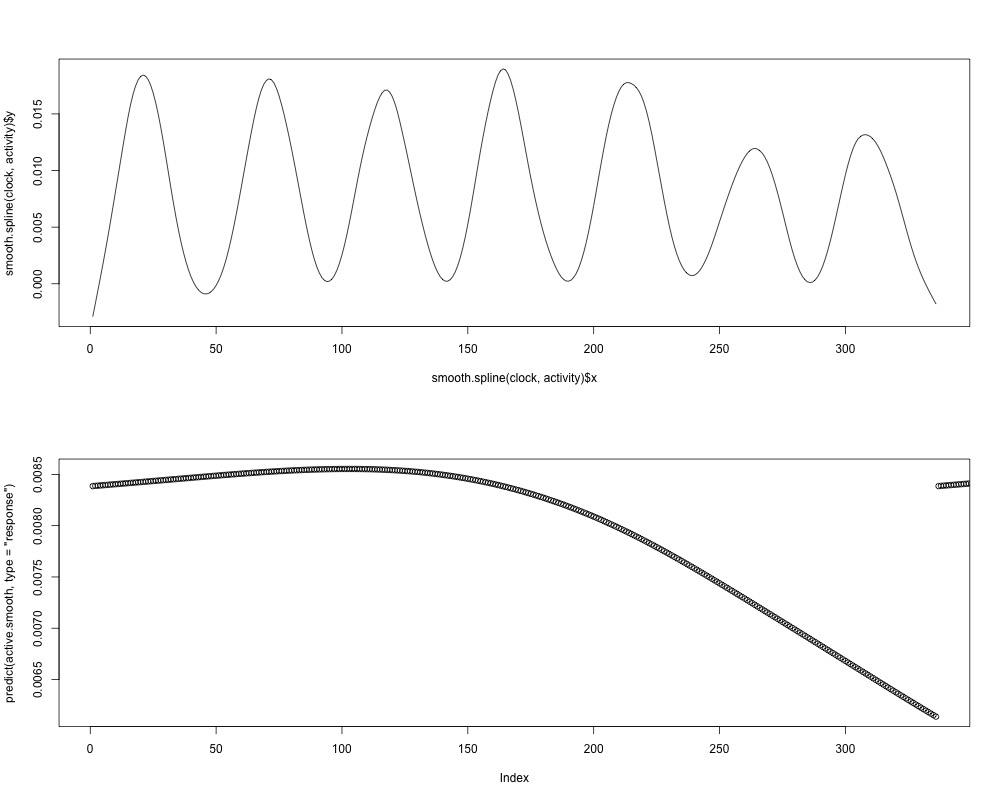 smooth.spline(clock, activity)$y
0.015
0.010
0.005
0.000
0 50 100 150 200 250 300
smooth.spline(clock, activity)$x
predict(active.smooth, type = "response")
0.0085
0.0080
0.0075
0.0070
0.0065
0 50 100 150 200 250 300
Index